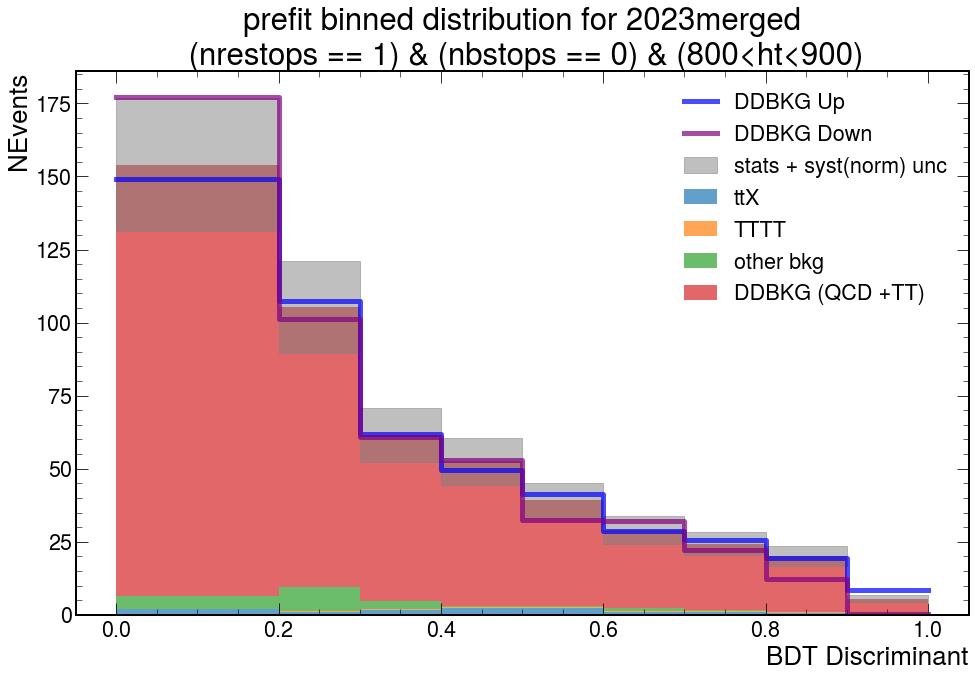 prefit binned distribution for 2023merged
(nrestops == 1) & (nbstops == 0) & (800<ht<900)
NEvents
175
150
125
100
75
50
25
0
DDBKG Up
DDBKG Down
stats + syst(norm) unc
ttX
TTTT
other bkg
DDBKG (QCD +TT)
0.0 0.2 0.4 0.6 0.8 1.0
BDT Discriminant